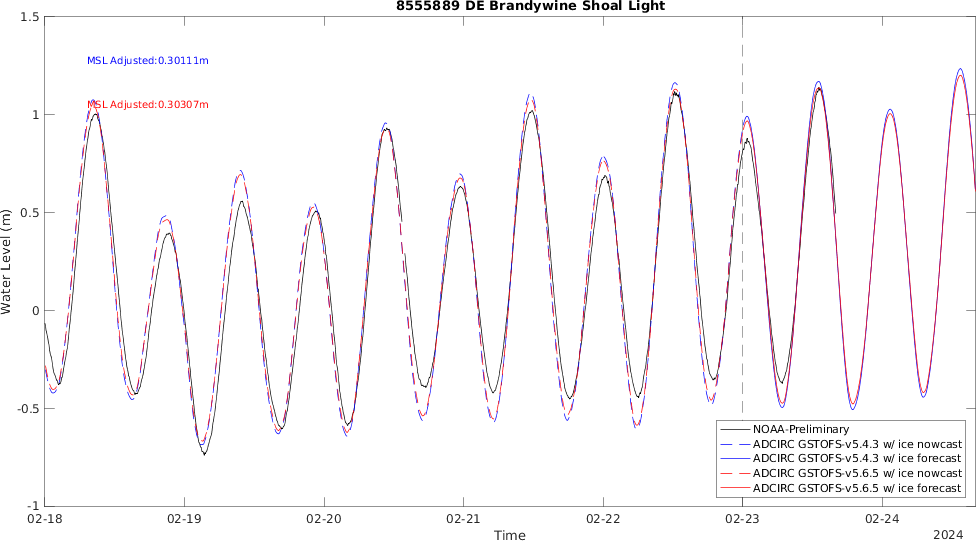 8555889 DE Brandywine Shoal Light
1.5
1
0.5
0
-0.5
-1
Water Level (m)
MSL Adjusted:0.30111m
MSL Adjusted:0.30307m
NOAA-Preliminary
ADCIRC GSTOFS-v5.4.3 w/ ice nowcast
ADCIRC GSTOFS-v5.4.3 w/ ice forecast
ADCIRC GSTOFS-v5.6.5 w/ ice nowcast
ADCIRC GSTOFS-v5.6.5 w/ ice forecast
02-18 02-19 02-20 02-21 02-22 02-23 02-24
Time
2024